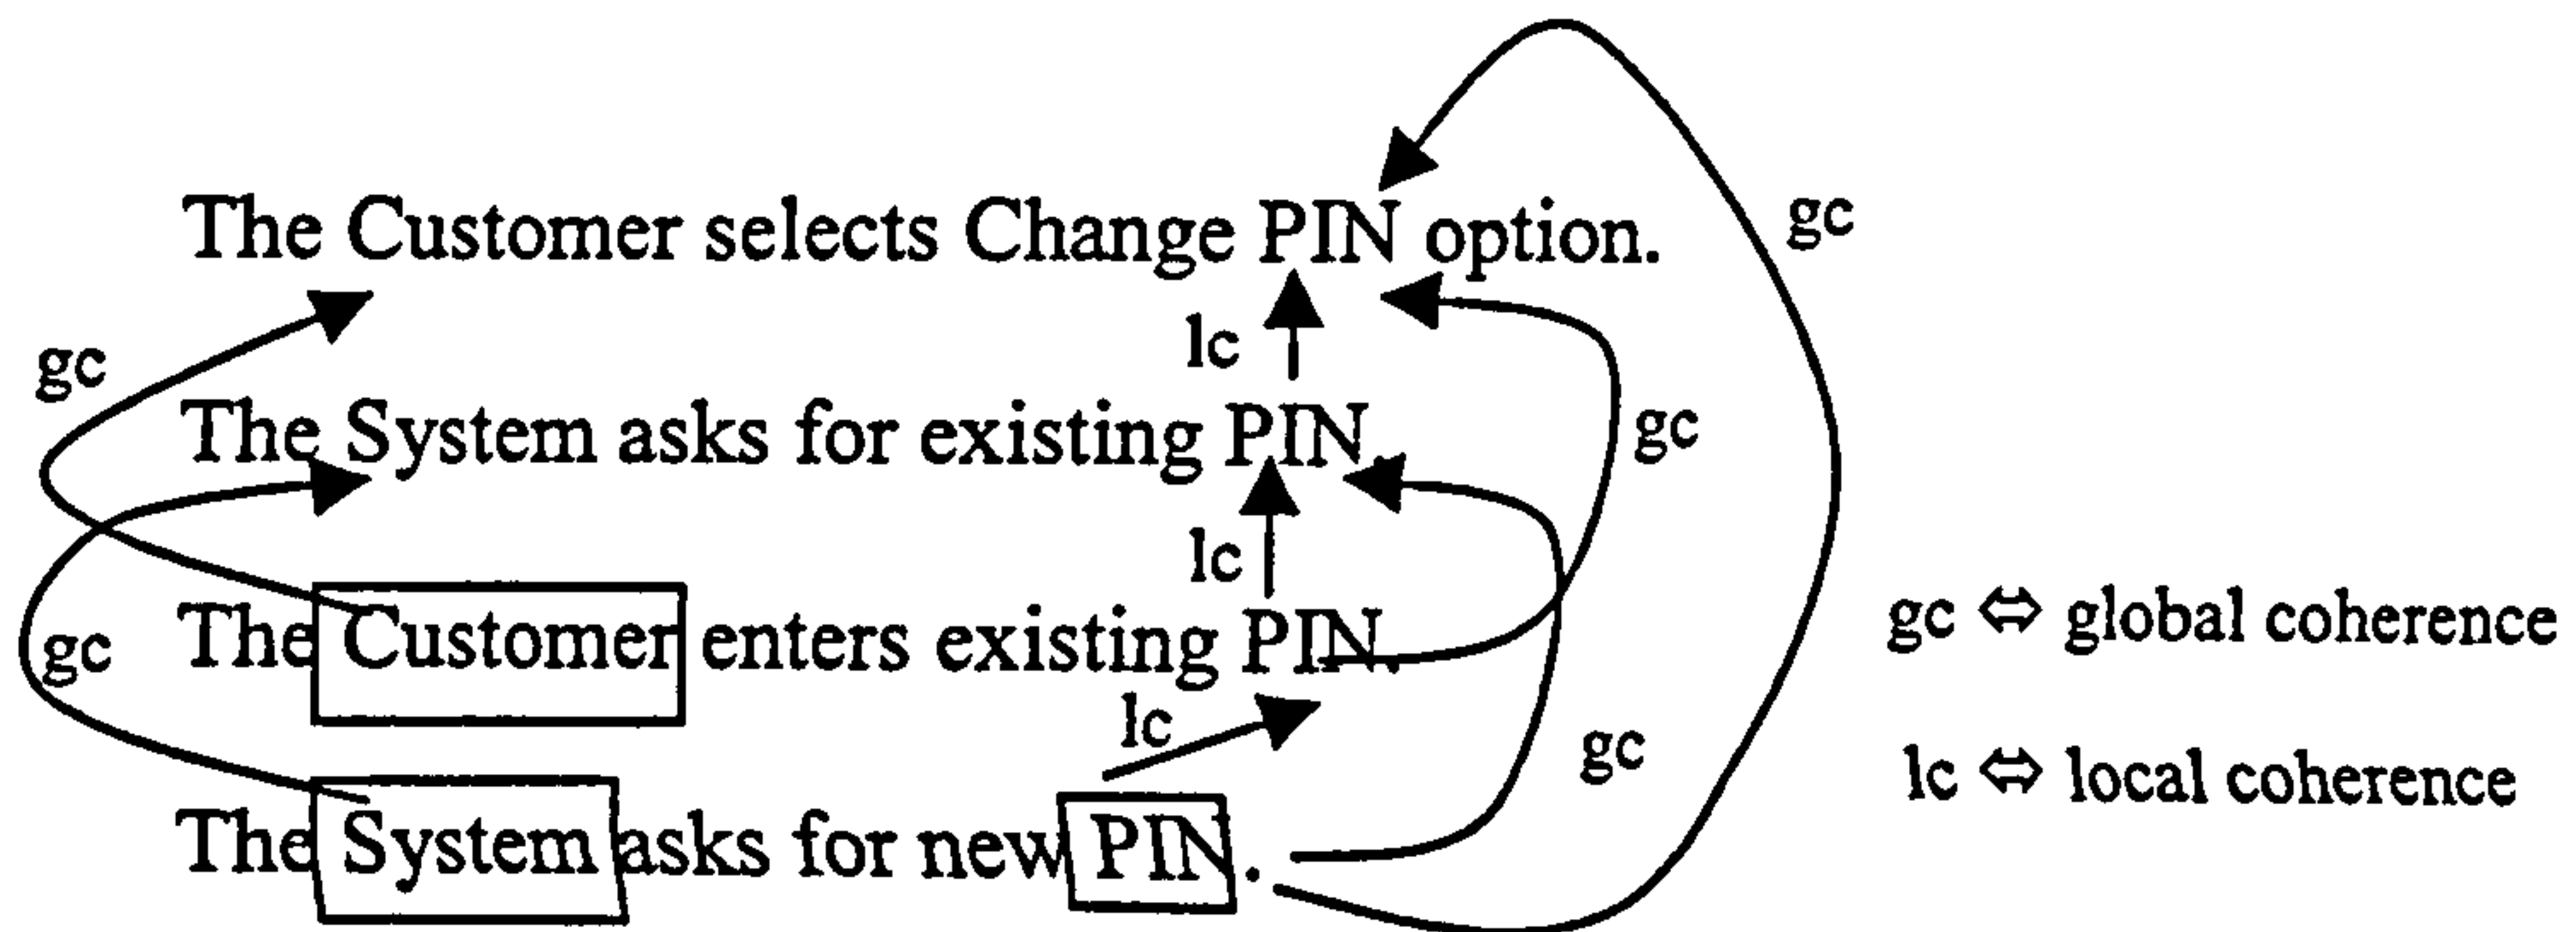 gc
The Customer selects Change PIN option.
gc
lc
The System asks for existing PIN.
gc
lc
gc
The Customer enters existing PIN.
gc ⇔ global coherence
lc
gc
lc ⇔ local coherence
The System asks for new PIN.